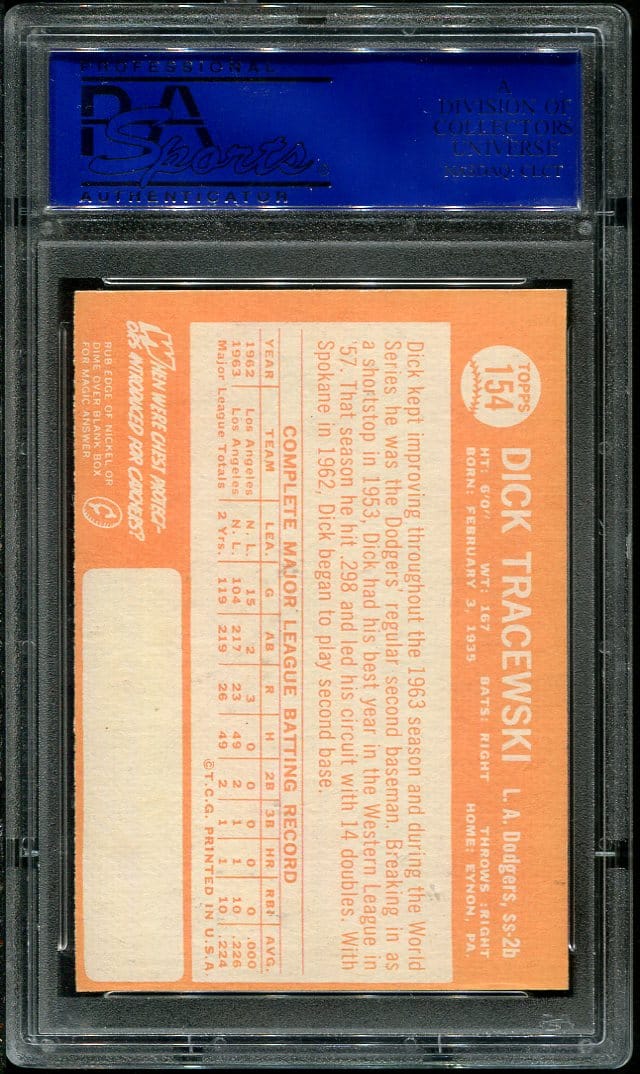 PROFESSIONAL
PSA
Sports®
AUTHENTICATOR
A
DIVISION OF
COLLECTORS
UNIVERSE
NASDAQ: CLCT
TOPPS
154
DICK TRACEWSKI L. A. Dodgers, ss-2b
HT: 6'0" WT: 167 BATS: RIGHT THROWS :RIGHT
BORN: FEBRUARY 3, 1935 HOME: EYNON, PA.
Dick kept improving throughout the 1963 season and during the World
Series he was the Dodgers' regular second baseman. Breaking in as
a shortstop in 1953, Dick had his best year in the Western League in
'57. That season he hit .298 and led his circuit with 14 doubles. With
Spokane in 1962, Dick began to play second base.
COMPLETE MAJOR LEAGUE BATTING RECORD
YEAR TEAM LEA. G AB R H 2B 3B HR RBI AVG.
1962 Los Angeles N. L. 15 2 3 0 0 0 0 0 .000
1963 Los Angeles N. L. 104 217 23 49 2 1 1 10 .226
Major League Totals 2 Yrs. 119 219 26 49 2 1 1 10 .224
©T.C.G. PRINTED IN U.S.A.
WHEN WERE CHEST PROTECT-
ORS INTRODUCED FOR CATCHERS?
RUB EDGE OF NICKEL OR
DIME OVER BLANK BOX
FOR MAGIC ANSWER
PSA